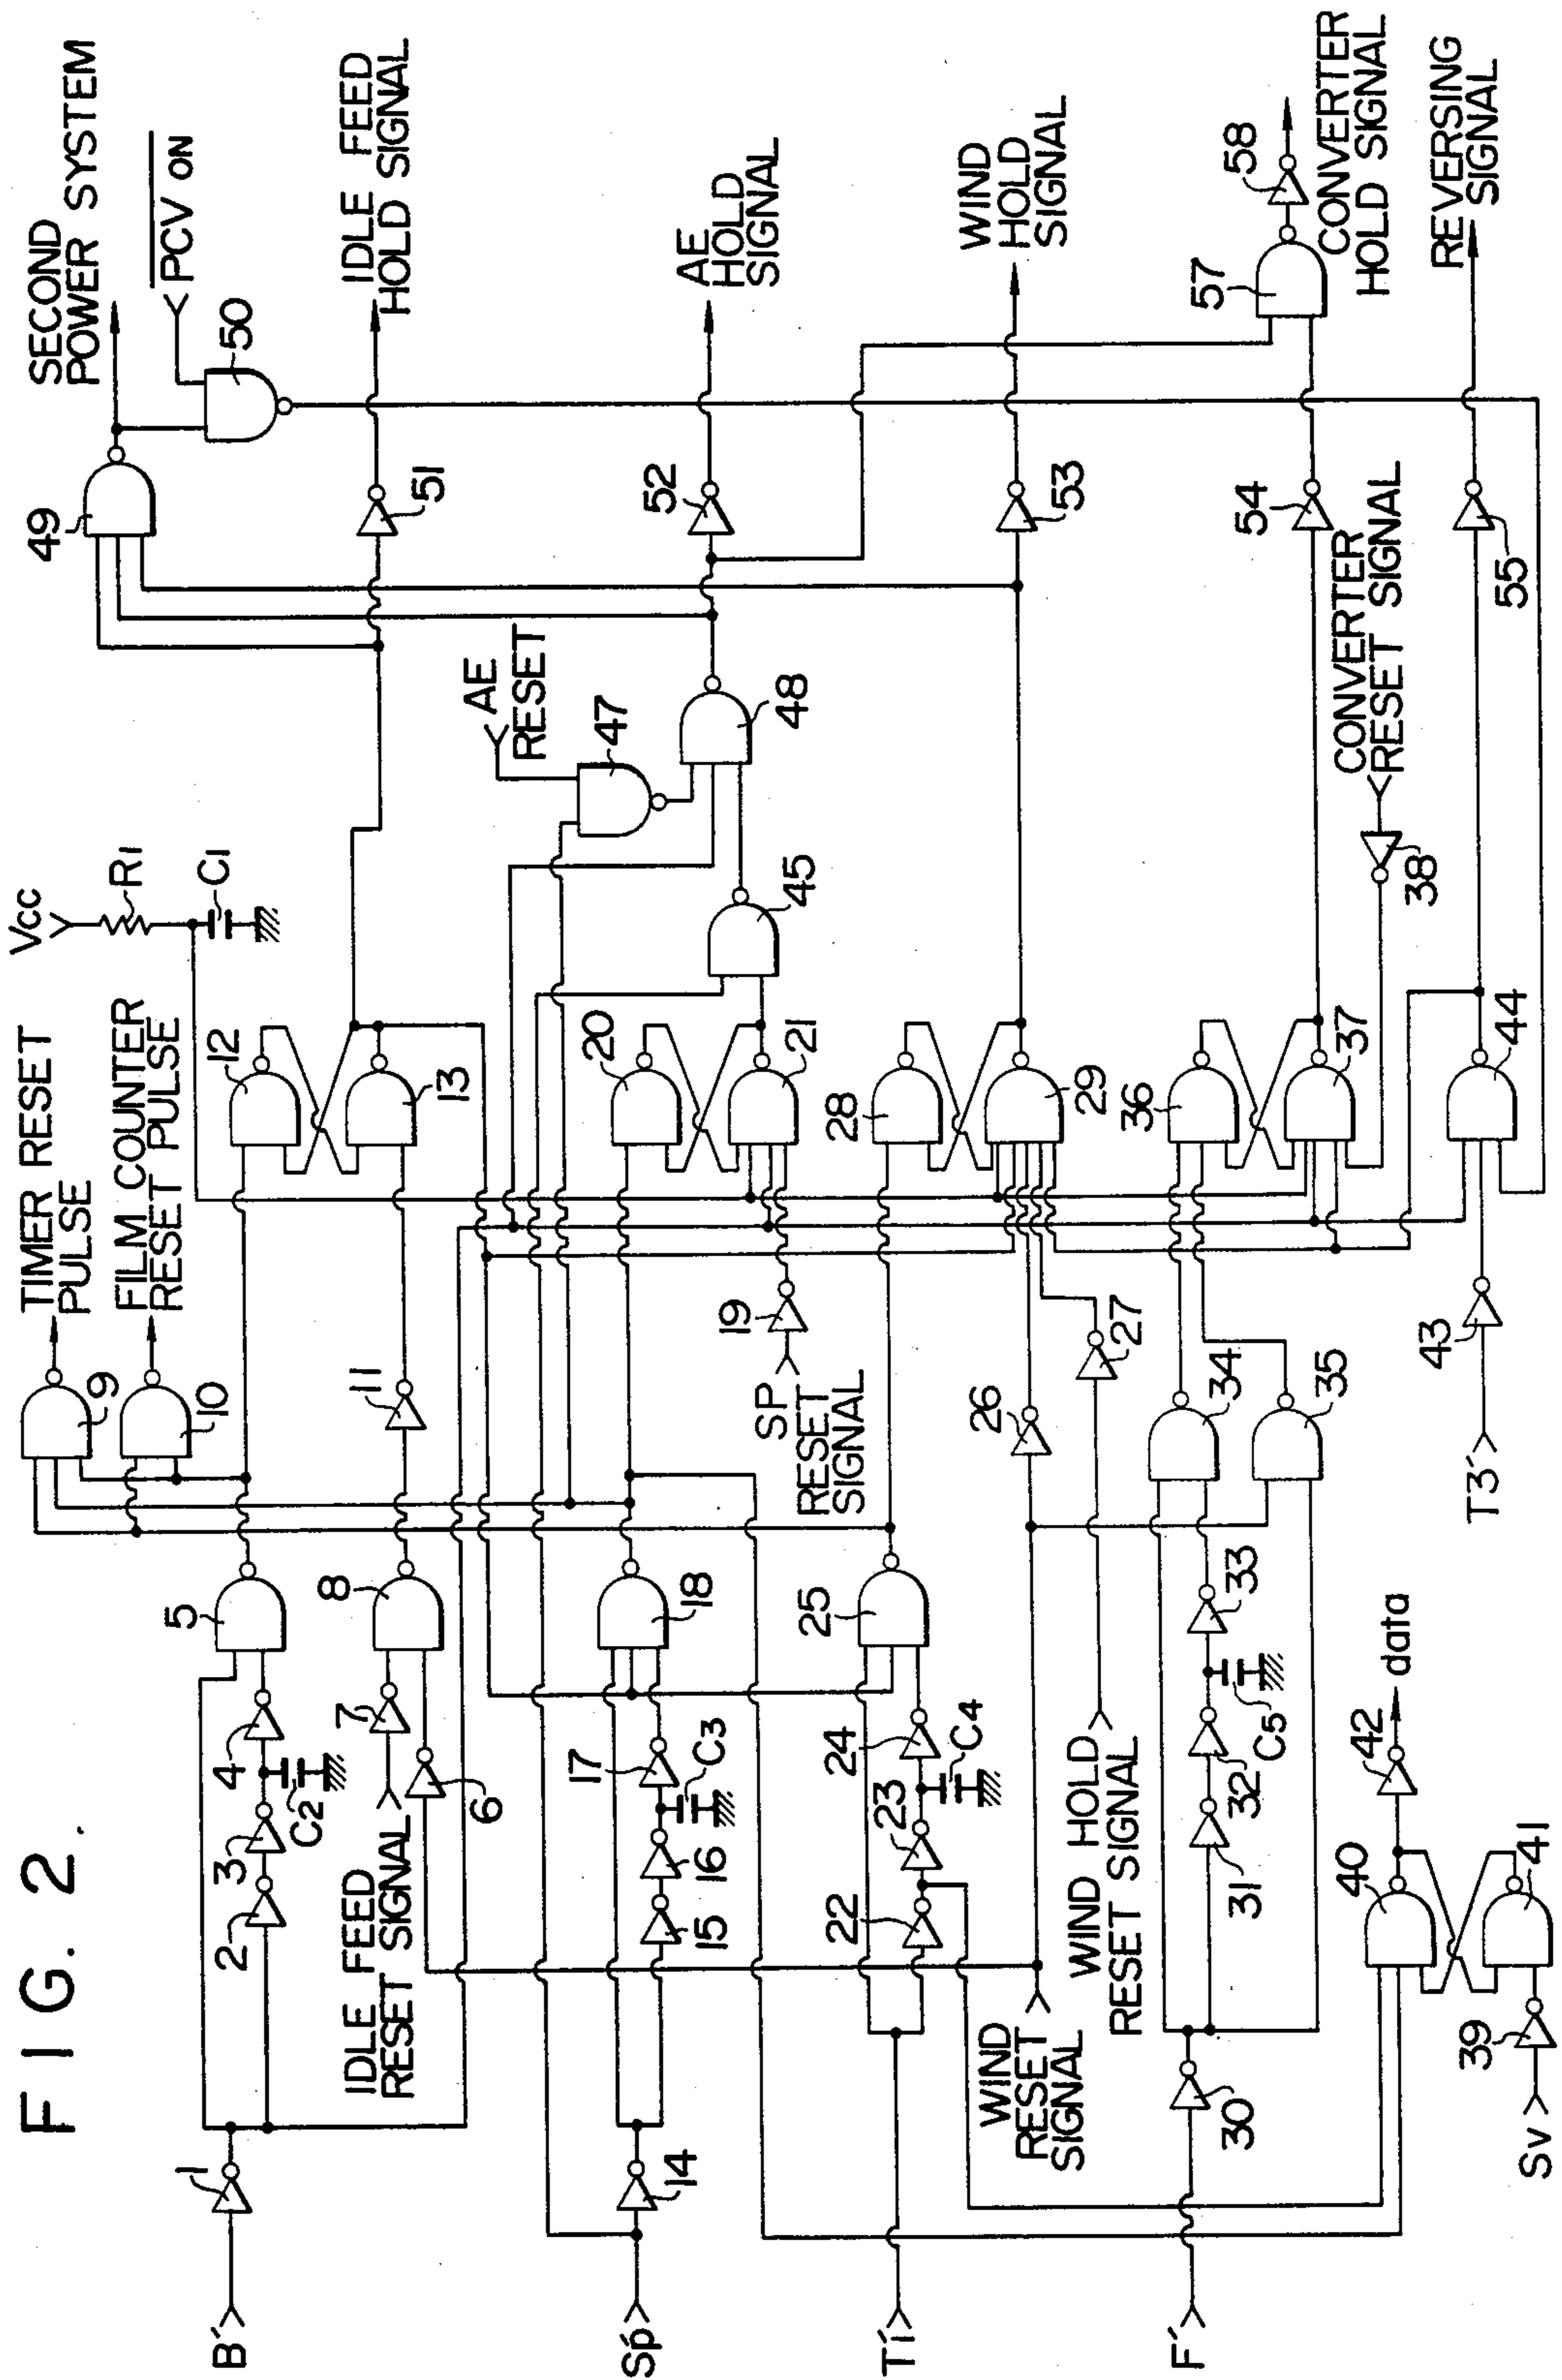 FIG. 2.
TIMER RESET
PULSE
FILM COUNTER
RESET PULSE
Vcc
R1
C1
SECOND
POWER SYSTEM
PCV ON
IDLE FEED
HOLD SIGNAL
AE
HOLD
SIGNAL
WIND
HOLD
SIGNAL
CONVERTER
HOLD SIGNAL
REVERSING
SIGNAL
AE
RESET
SP
RESET
SIGNAL
IDLE FEED
RESET SIGNAL
WIND
RESET
SIGNAL
WIND HOLD
RESET SIGNAL
CONVERTER
RESET SIGNAL
data
B'
Sp'
Ti'
F'
Sv
T3'
C2
C3
C4
C5
1
2
3
4
5
6
7
8
9
10
11
12
13
14
15
16
17
18
19
20
21
22
23
24
25
26
27
28
29
30
31
32
33
34
35
36
37
38
39
40
41
42
43
44
45
47
48
49
50
51
52
53
54
55
57
58